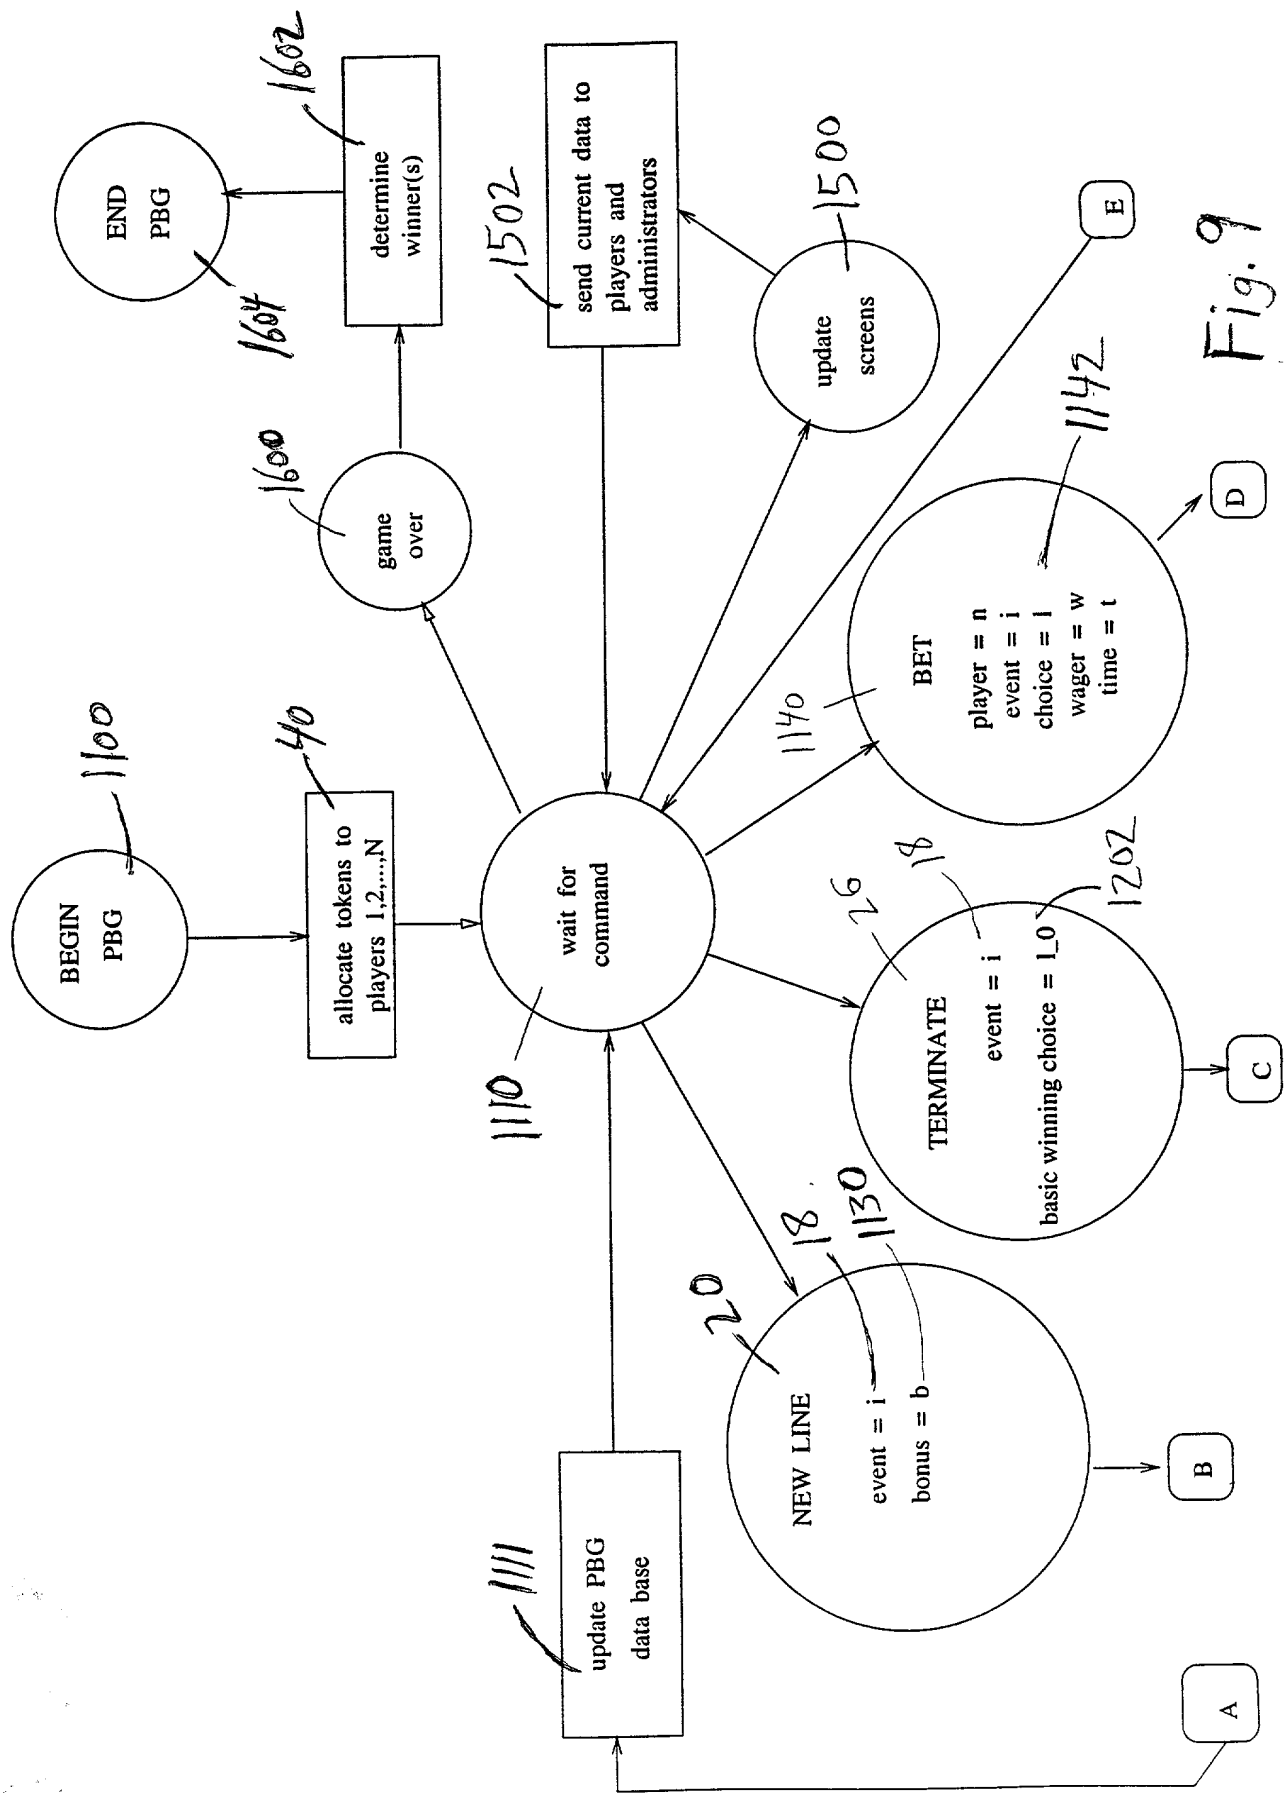 1100
BEGIN
PBG
40
allocate tokens to
players 1,2,...,N
1600
game
over
1602
determine
winner(s)
1604
END
PBG
1111
update PBG
data base
1110
wait for
command
1502
send current data to
players and
administrators
1500
update
screens
20
NEW LINE
18
event = i
1130
bonus = b
26
TERMINATE
18
event = i
basic winning choice = l_0
1202
1140
BET
player = n
event = i
choice = l
wager = w
time = t
1142
A
B
C
D
E
Fig. 9